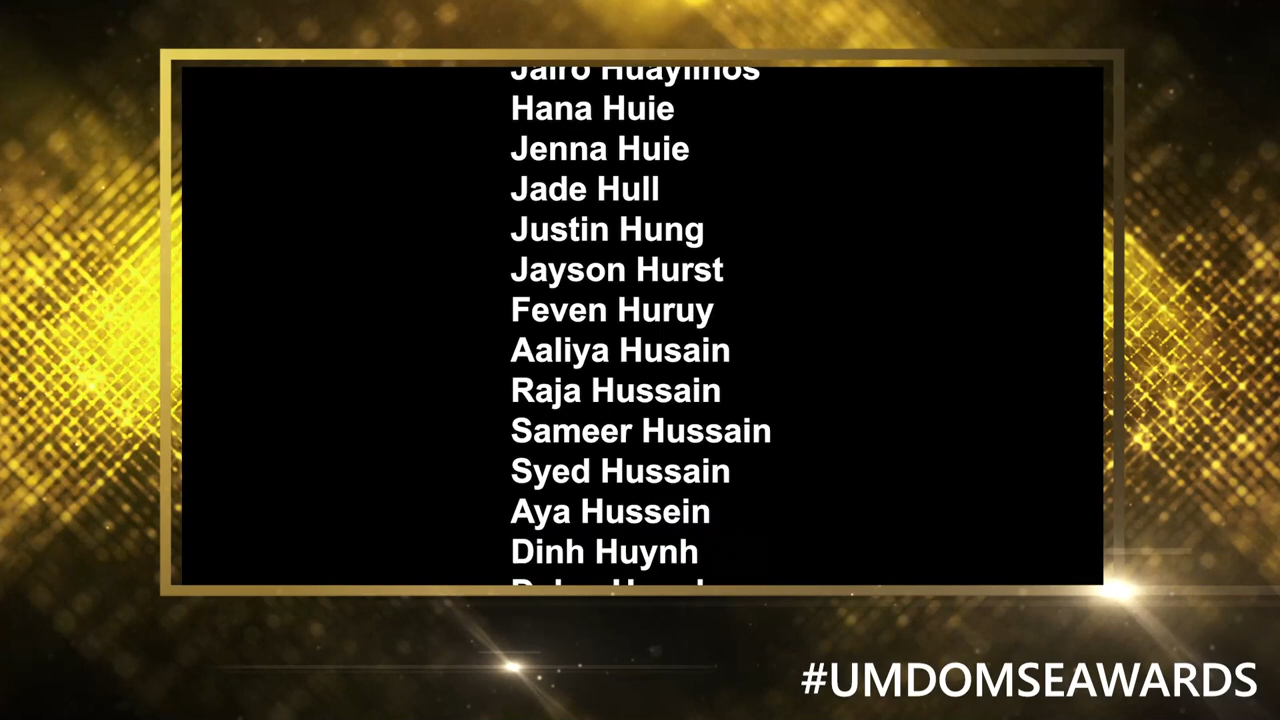 Jairo
Hana Huie
Jenna Huie
Jade Hull
Justin Hung
Jayson Hurst
Feven Huruy
Aaliya Husain
Raja Hussain
Sameer Hussain
Syed Hussain
Aya Hussein
Dinh Huynh
#UMDOMSEAWARDS